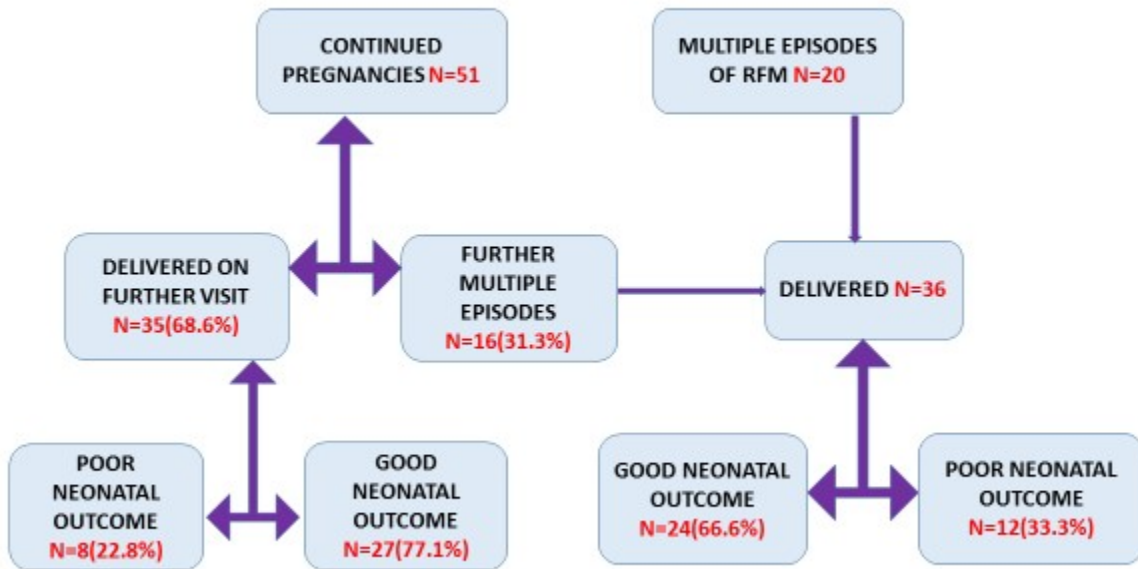 CONTINUED
PREGNANCIES N=51
MULTIPLE EPISODES
OF RFM N=20
DELIVERED ON
FURTHER VISIT
N=35(68.6%)
FURTHER
MULTIPLE
EPISODES
N=16(31.3%)
DELIVERED N=36
POOR
NEONATAL
OUTCOME
N=8(22.8%)
GOOD
NEONATAL
OUTCOME
N=27(77.1%)
GOOD NEONATAL
OUTCOME
N=24(66.6%)
POOR NEONATAL
OUTCOME
N=12(33.3%)